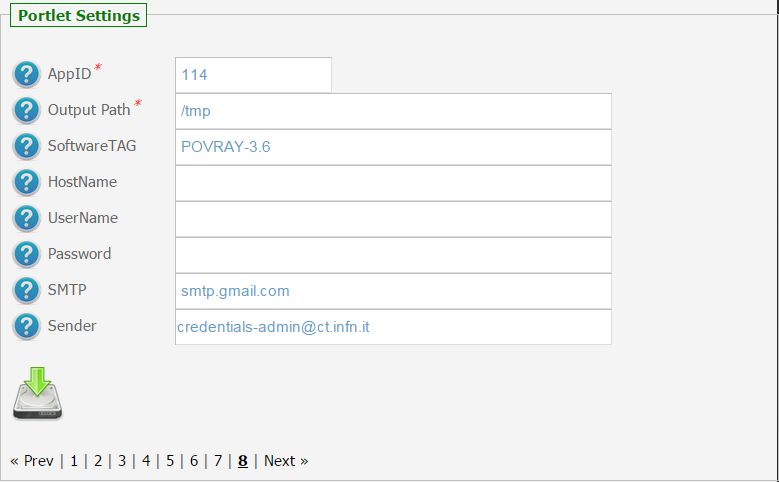 Portlet Settings
AppID * 114
Output Path * /tmp
SoftwareTAG POVRAY-3.6
HostName
UserName
Password
SMTP smtp.gmail.com
Sender credentials-admin@ct.infn.it
« Prev | 1 | 2 | 3 | 4 | 5 | 6 | 7 | 8 | Next »